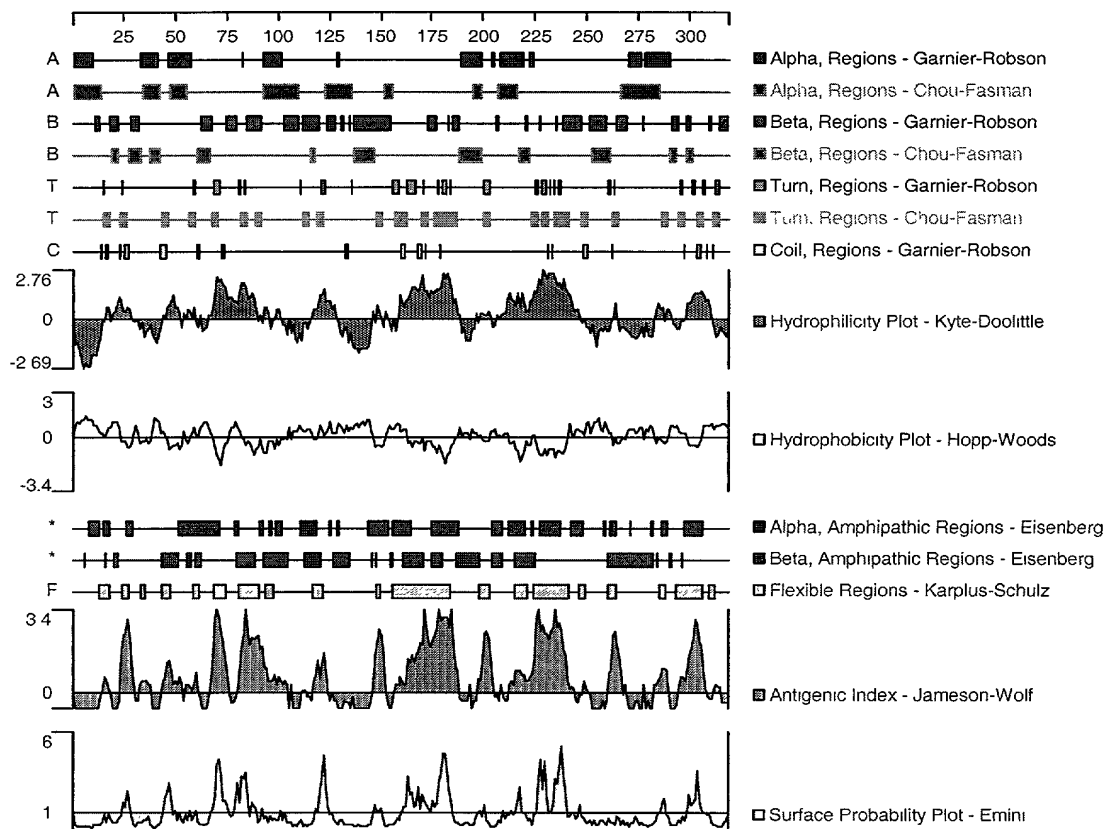 25 50 75 100 125 150 175 200 225 250 275 300
A Alpha, Regions - Garnier-Robson
A Alpha, Regions - Chou-Fasman
B Beta, Regions - Garnier-Robson
B Beta, Regions - Chou-Fasman
T Turn, Regions - Garnier-Robson
T Turn, Regions - Chou-Fasman
C Coil, Regions - Garnier-Robson
2.76
0
-2 69
Hydrophilicity Plot - Kyte-Doolittle
3
0
-3.4
Hydrophobicity Plot - Hopp-Woods
* Alpha, Amphipathic Regions - Eisenberg
* Beta, Amphipathic Regions - Eisenberg
F Flexible Regions - Karplus-Schulz
3 4
0
Antigenic Index - Jameson-Wolf
6
1
Surface Probability Plot - Emini